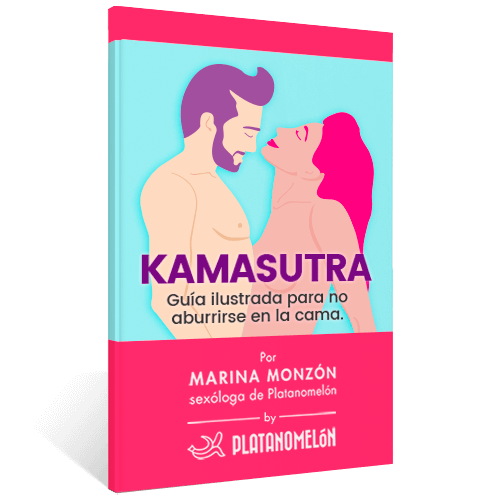 KAMASUTRA
Guía ilustrada para no
aburrirse en la cama.
Por
MARINA MONZÓN
sexóloga de Platanomelón
by
PLATANOMELÓN